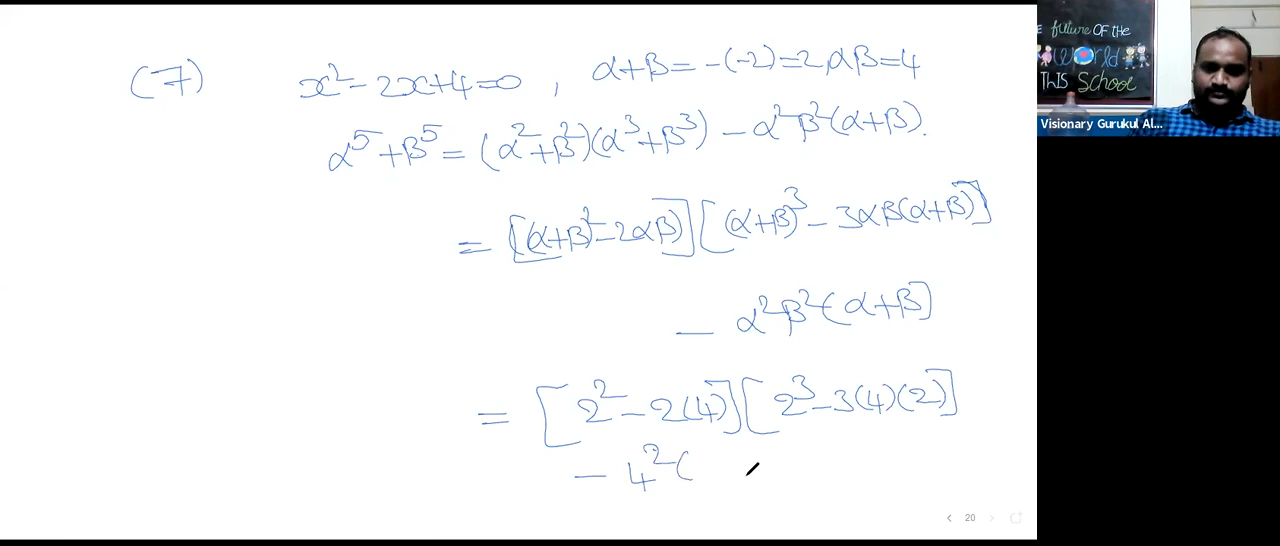 (7) x² - 2x + 4 = 0 , α+β = -(-2) = 2, αβ = 4
α⁵ + β⁵ = (α² + β²)(α³ + β³) - α²β²(α+β).
= [(α+β)² - 2αβ] [(α+β)³ - 3αβ(α+β)]
- α²β²(α+β)
= [2² - 2(4)] [2³ - 3(4)(2)]
- 4² (
20
future OF the
World
THIS SCHOOL
Visionary Gurukul Al...